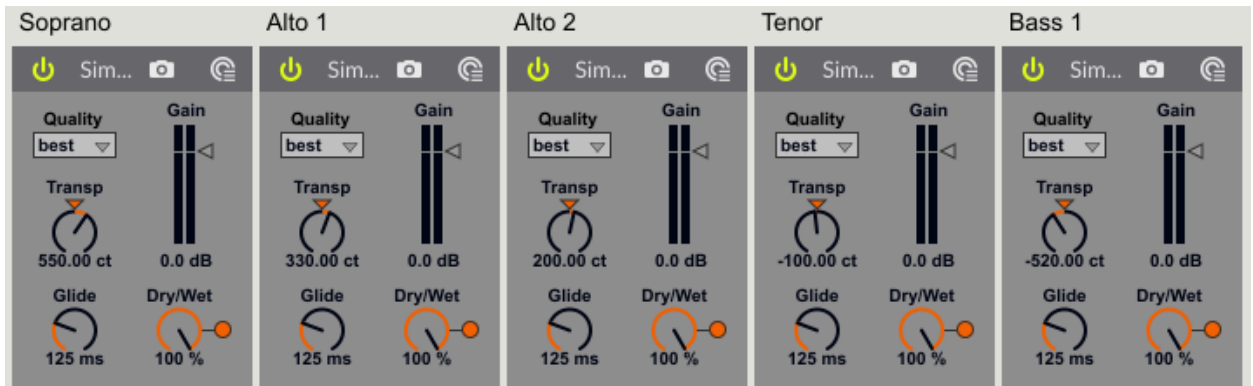 Soprano Alto 1 Alto 2 Tenor Bass 1
Sim... Sim... Sim... Sim... Sim...
Gain Gain Gain Gain Gain
Quality Quality Quality Quality Quality
best best best best best
Transp Transp Transp Transp Transp
550.00 ct 0.0 dB 330.00 ct 0.0 dB 200.00 ct 0.0 dB -100.00 ct 0.0 dB -520.00 ct 0.0 dB
Glide Dry/Wet Glide Dry/Wet Glide Dry/Wet Glide Dry/Wet Glide Dry/Wet
125 ms 100 % 125 ms 100 % 125 ms 100 % 125 ms 100 % 125 ms 100 %